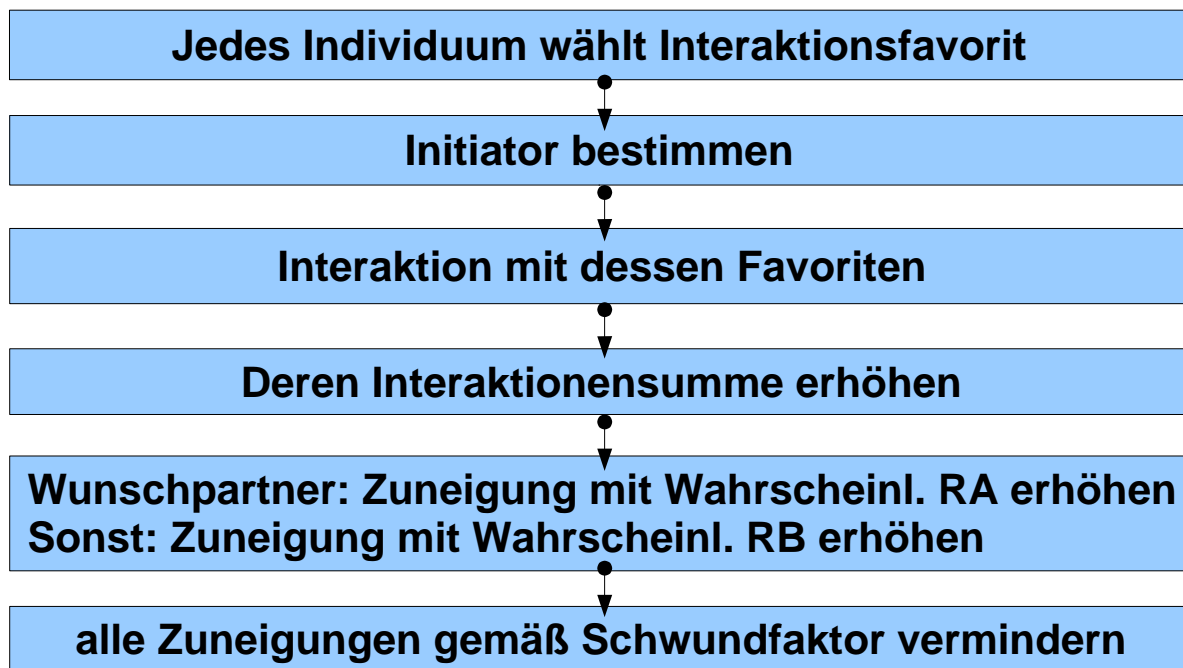 Jedes Individuum wählt Interaktionsfavorit
Initiator bestimmen
Interaktion mit dessen Favoriten
Deren Interaktionensumme erhöhen
Wunschpartner: Zuneigung mit Wahrscheinl. RA erhöhen
Sonst: Zuneigung mit Wahrscheinl. RB erhöhen
alle Zuneigungen gemäß Schwundfaktor vermindern